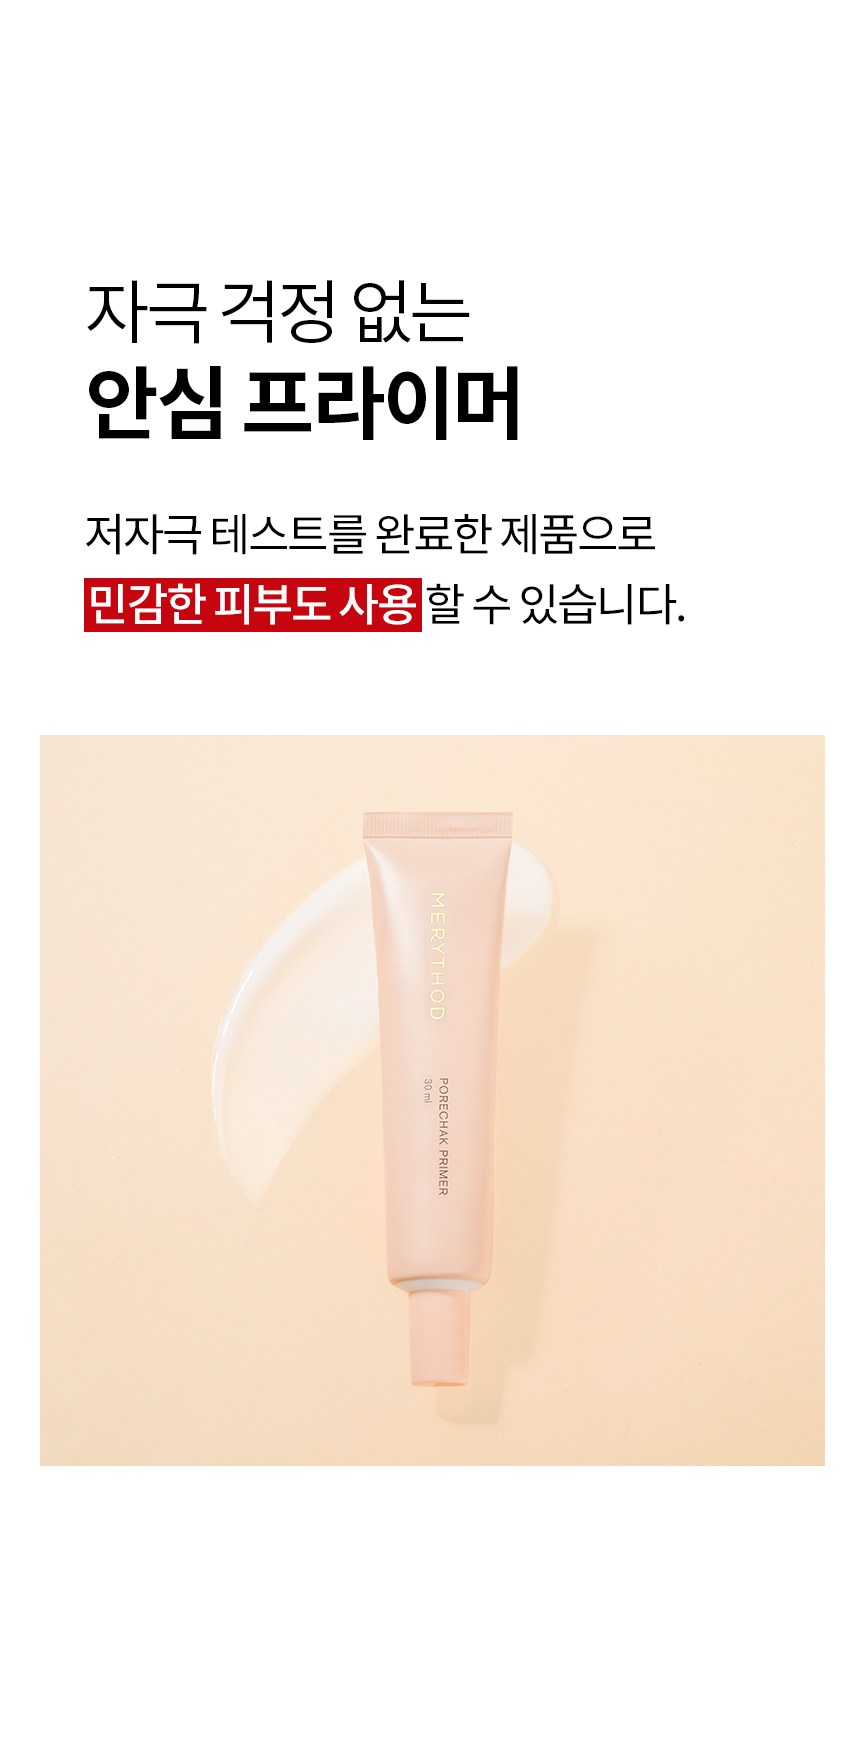 자극 걱정 없는
안심 프라이머
저자극 테스트를 완료한 제품으로
민감한 피부도 사용할 수 있습니다.
MERYTHOD
PORECHAK PRIMER
30 ml